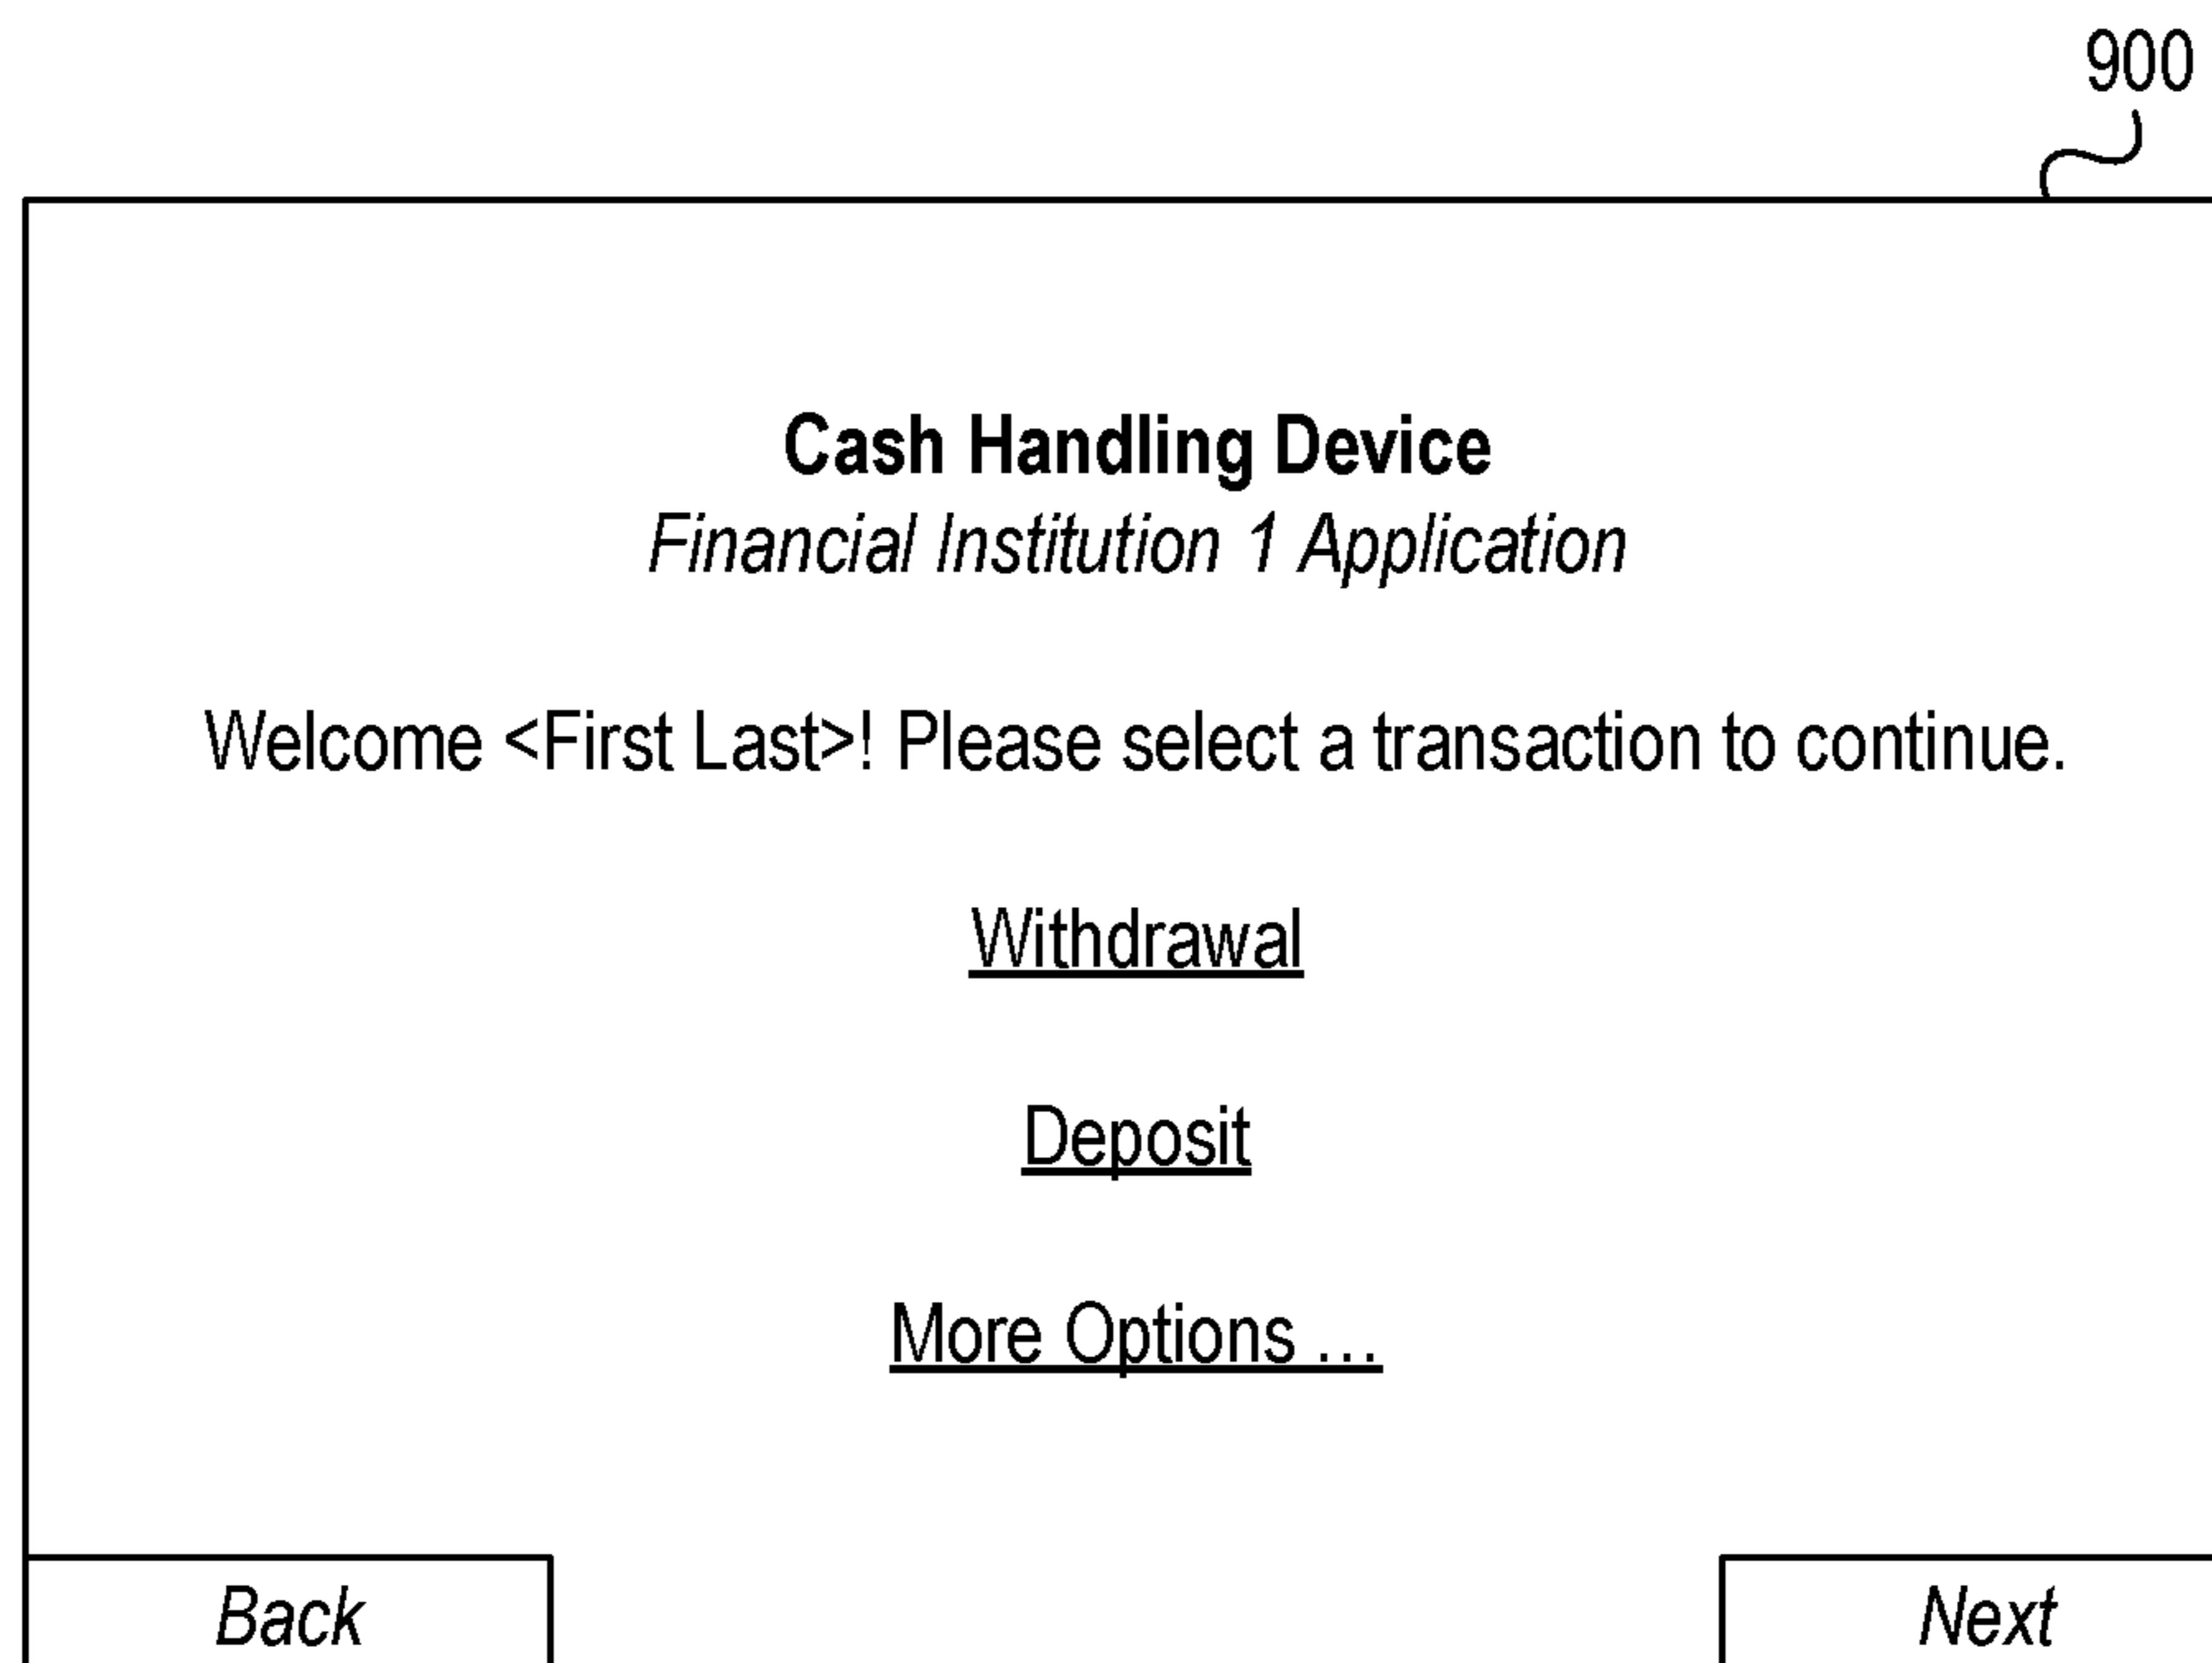 900
Cash Handling Device
Financial Institution 1 Application
Welcome <First Last>! Please select a transaction to continue.
Withdrawal
Deposit
More Options ...
Back
Next